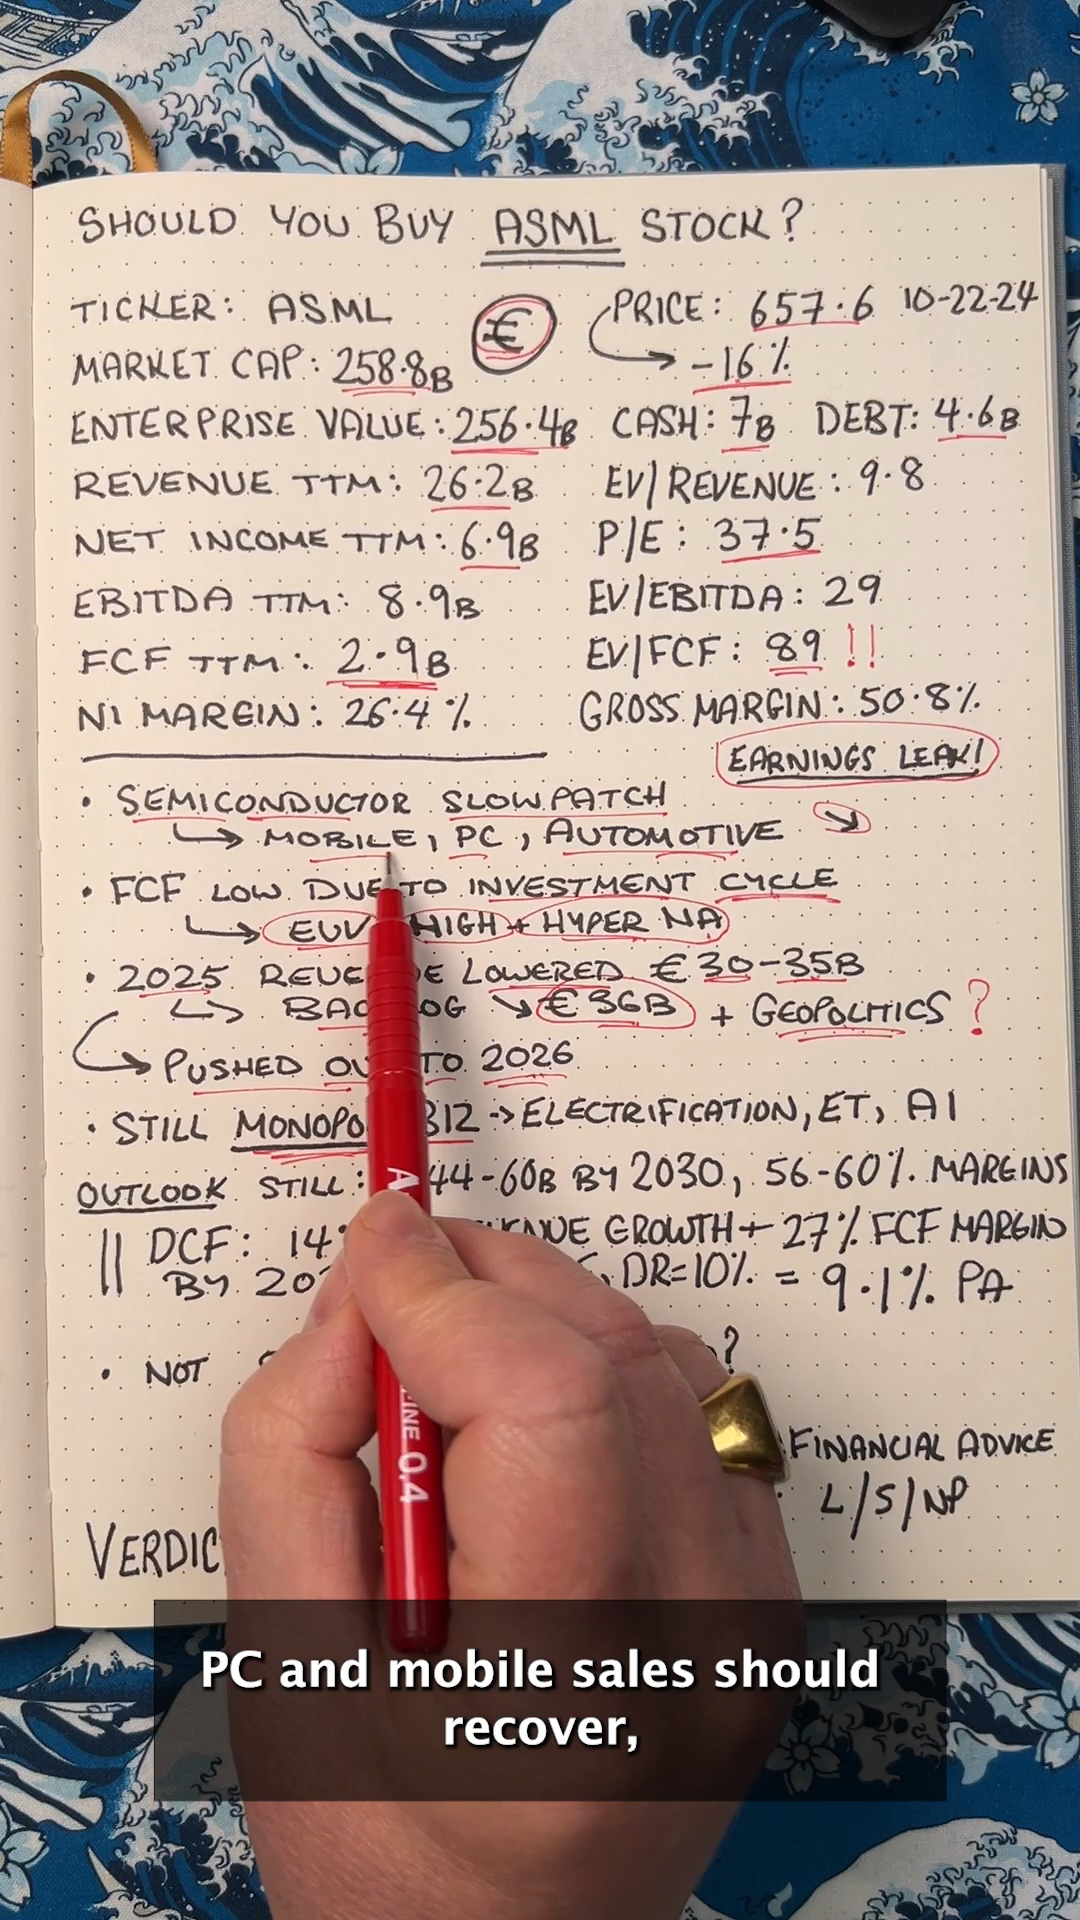 SHOULD YOU BUY ASML STOCK?
TICKER: ASML € PRICE: 657.6 10-22-24
MARKET CAP: 258.8B -16%
ENTERPRISE VALUE: 256.4B CASH: 7B DEBT: 4.6B
REVENUE TTM: 26.2B EV/REVENUE: 9.8
NET INCOME TTM: 6.9B P/E: 37.5
EBITDA TTM: 8.9B EV/EBITDA: 29
FCF TTM: 2.9B EV/FCF: 89 !!
NI MARGIN: 26.4% GROSS MARGIN: 50.8%
EARNINGS LEAK!
• SEMICONDUCTOR SLOWPATCH
↳ MOBILE, PC, AUTOMOTIVE ↘
• FCF LOW DUE TO INVESTMENT CYCLE
↳ EUV HIGH + HYPER NA
• 2025 LOWERED €30-35B
↳ ↘ €36B + GEOPOLITICS ?
→ PUSHED TO 2026
• STILL → ELECTRIFICATION, ET, AI
OUTLOOK STILL: 44-60B BY 2030, 56-60% MARGINS
|| DCF: GROWTH + 27% FCF MARGIN
BY DR=10% = 9.1% PA
• NOT ?
FINANCIAL ADVICE
L/S/NP
LINE 0.4
PC and mobile sales should
recover,